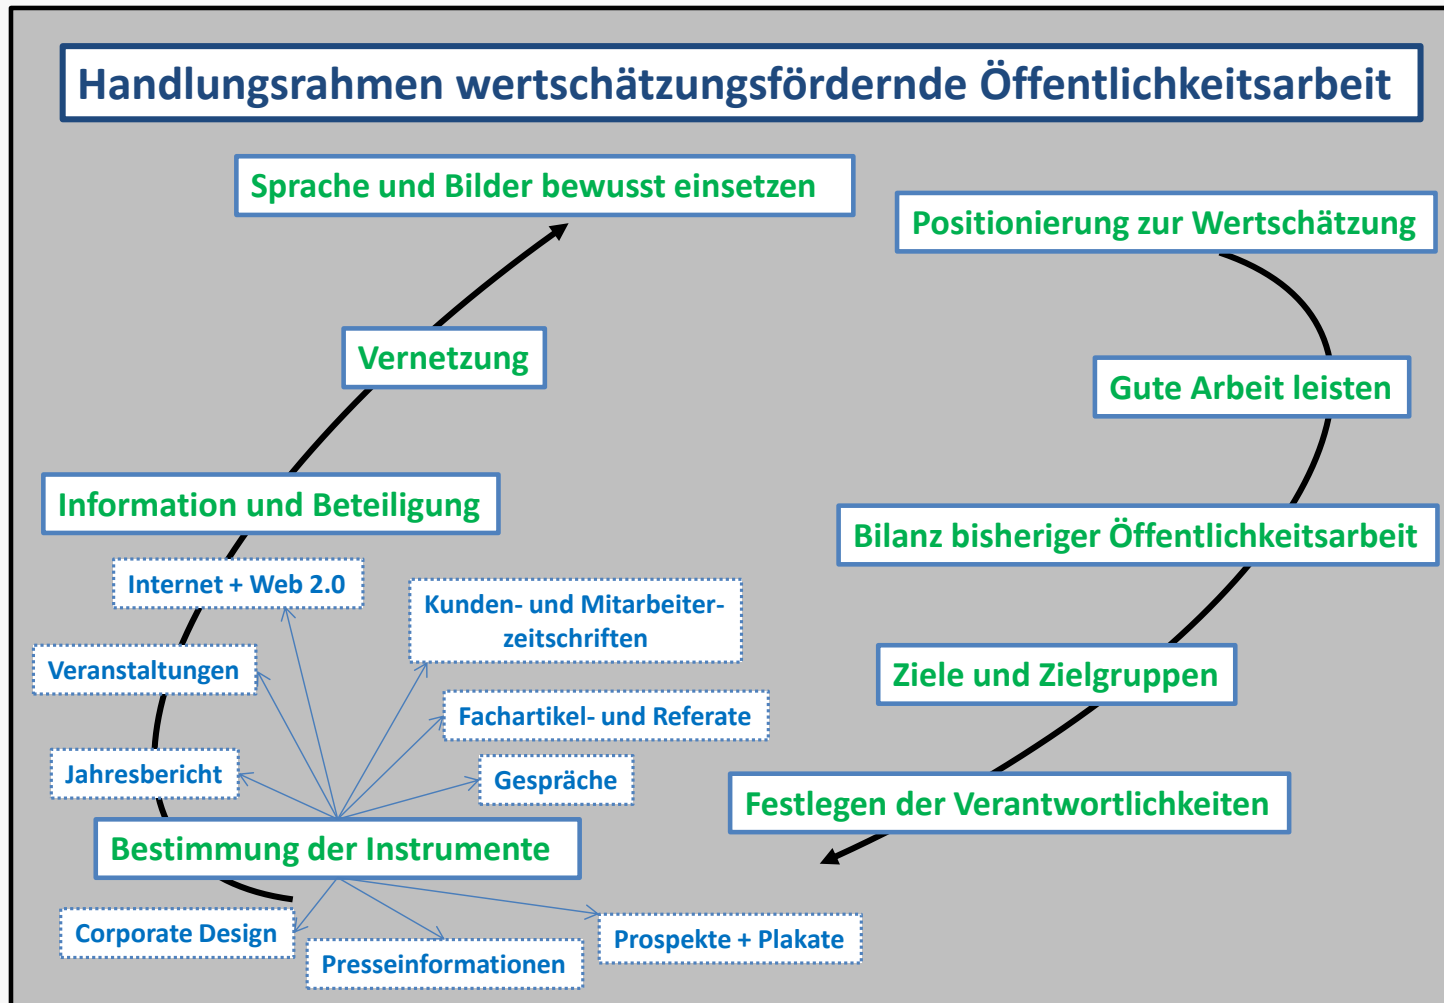 Handlungsrahmen wertschätzungsfördernde Öffentlichkeitsarbeit
Sprache und Bilder bewusst einsetzen
Positionierung zur Wertschätzung
Vernetzung
Gute Arbeit leisten
Information und Beteiligung
Bilanz bisheriger Öffentlichkeitsarbeit
Internet + Web 2.0
Kunden- und Mitarbeiter-
zeitschriften
Veranstaltungen
Ziele und Zielgruppen
Fachartikel- und Referate
Jahresbericht
Gespräche
Festlegen der Verantwortlichkeiten
Bestimmung der Instrumente
Corporate Design
Prospekte + Plakate
Presseinformationen